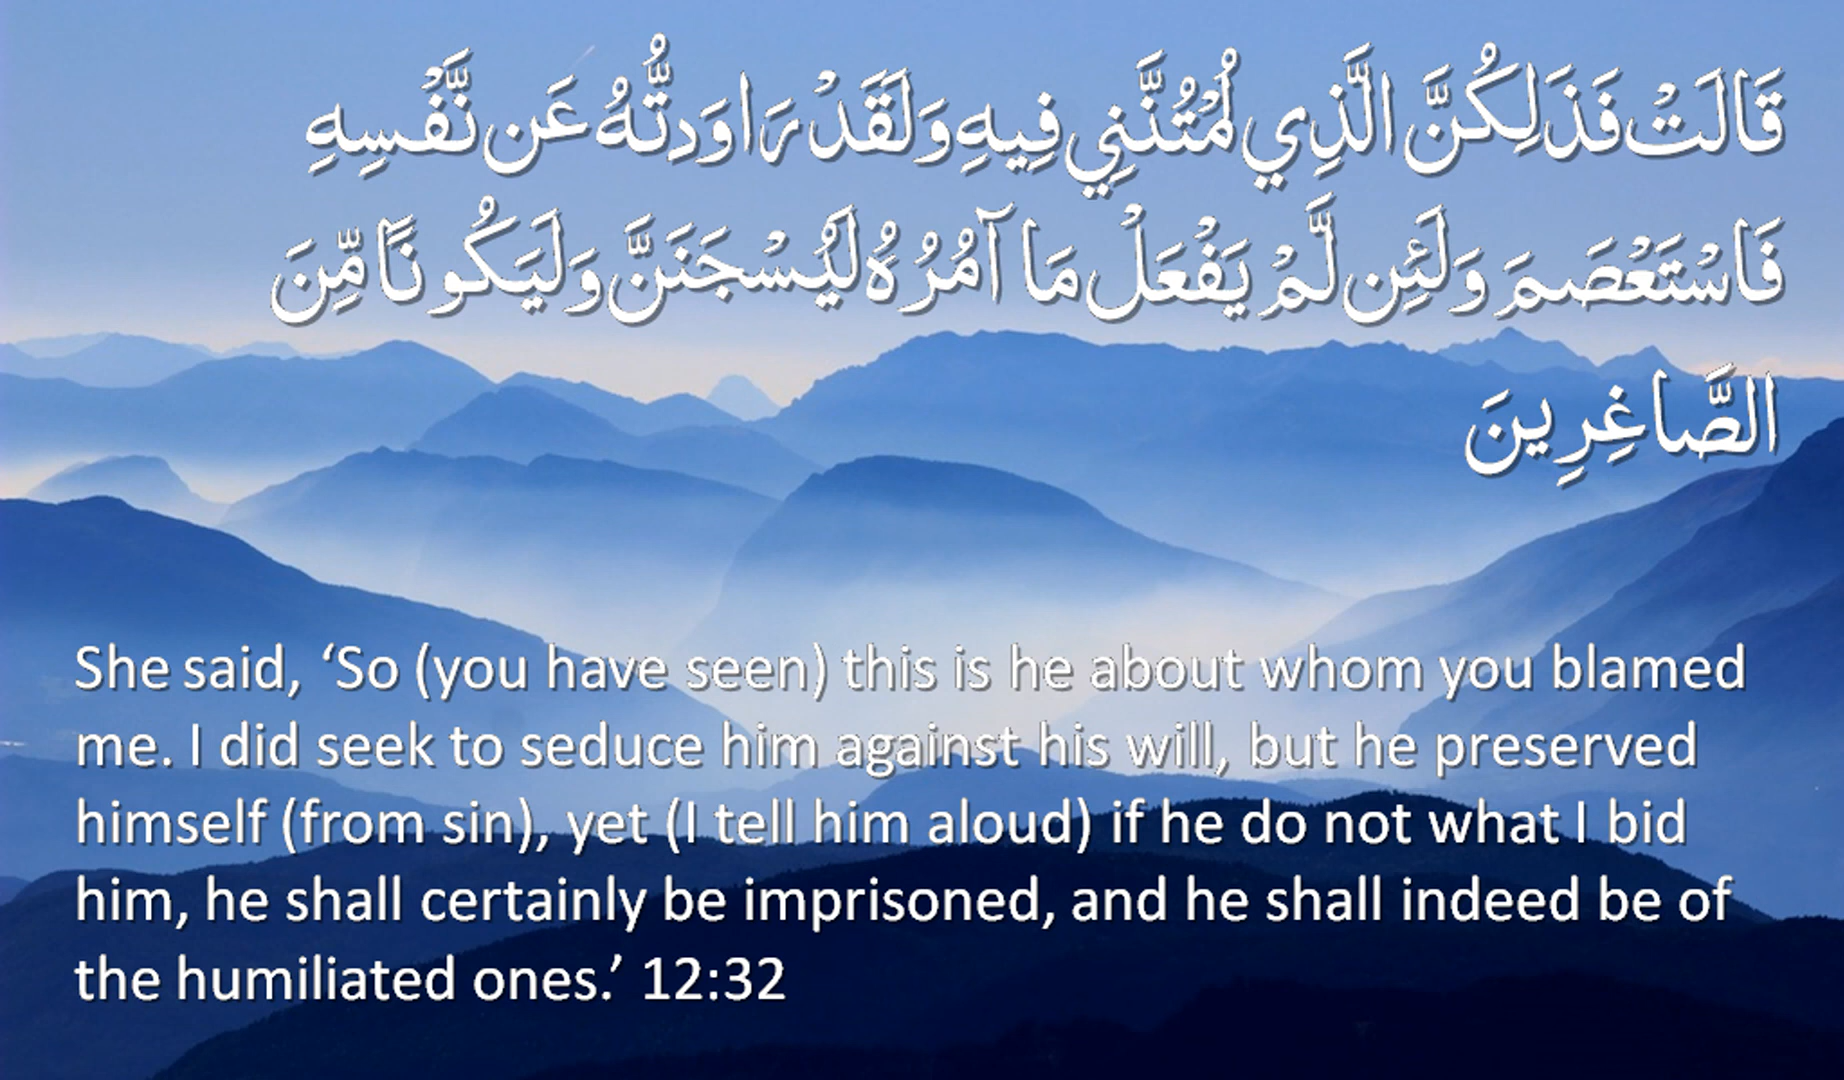 قَالَتْ فَذَلِكُنَّ الَّذِي لُمْتُنَّنِي فِيهِ وَلَقَدْ رَاوَدتُّهُ عَن نَّفْسِهِ
فَاسْتَعْصَمَ وَلَئِن لَّمْ يَفْعَلْ مَا آمُرُهُ لَيُسْجَنَنَّ وَلَيَكُونًا مِّنَ
الصَّاغِرِينَ
She said, ‘So (you have seen) this is he about whom you blamed
me. I did seek to seduce him against his will, but he preserved
himself (from sin), yet (I tell him aloud) if he do not what I bid
him, he shall certainly be imprisoned, and he shall indeed be of
the humiliated ones.’ 12:32